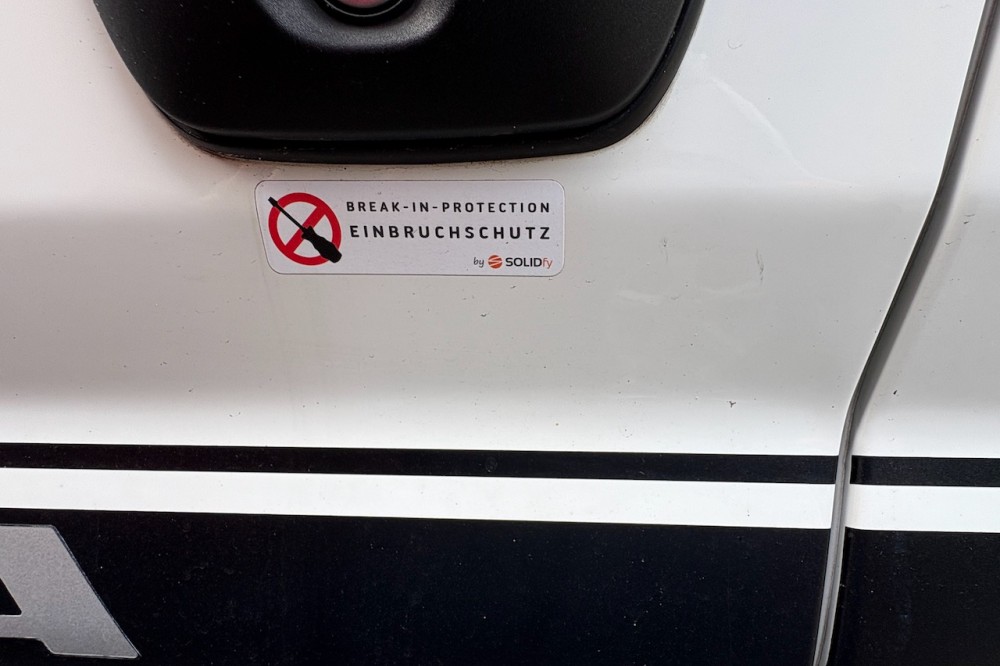 BREAK-IN-PROTECTION
EINBRUCHSCHUTZ
by SOLIDfy
A